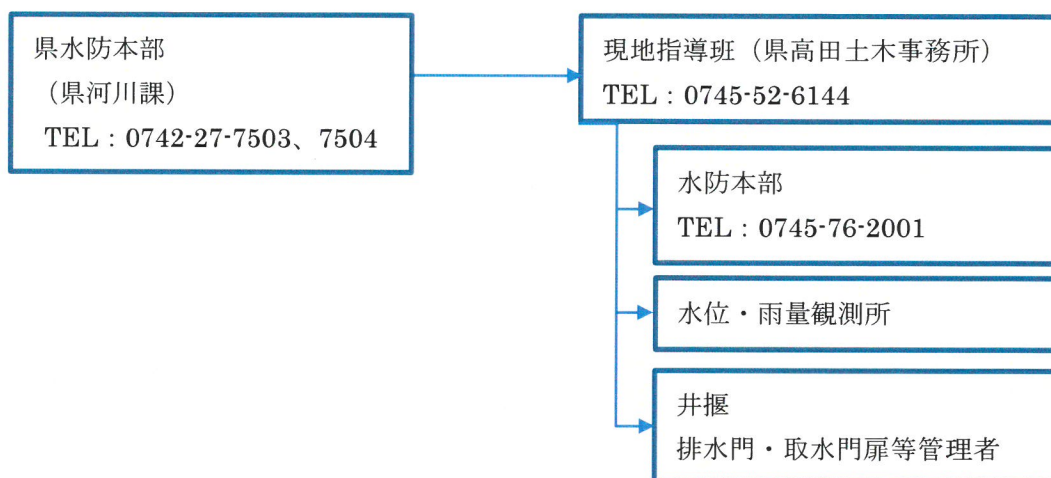 県水防本部
（県河川課）
TEL：0742-27-7503、7504
現地指導班（県高田土木事務所）
TEL：0745-52-6144
水防本部
TEL：0745-76-2001
水位・雨量観測所
井堰
排水門・取水門扉等管理者